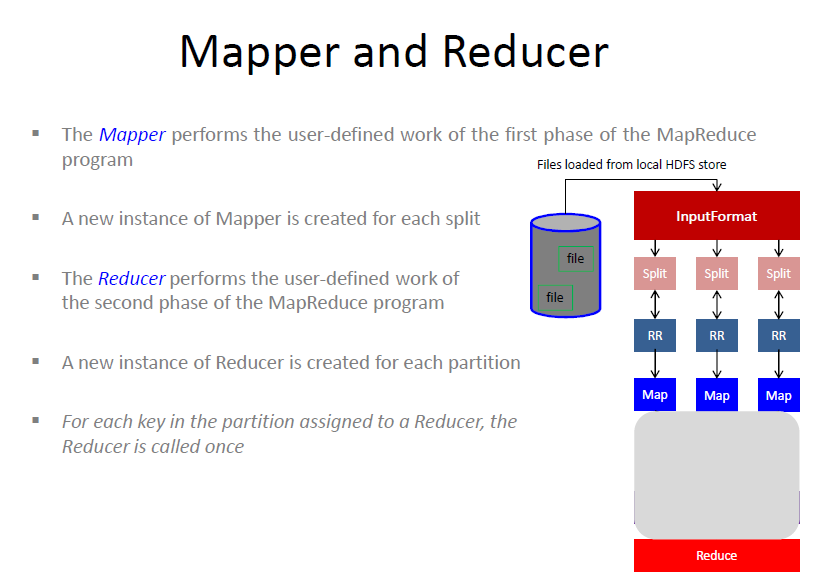 Mapper and Reducer
▪ The Mapper performs the user-defined work of the first phase of the MapReduce
program
▪ A new instance of Mapper is created for each split
▪ The Reducer performs the user-defined work of
the second phase of the MapReduce program
▪ A new instance of Reducer is created for each partition
▪ For each key in the partition assigned to a Reducer, the
Reducer is called once
Files loaded from local HDFS store
file
file
InputFormat
Split Split Split
RR RR RR
Map Map Map
Reduce